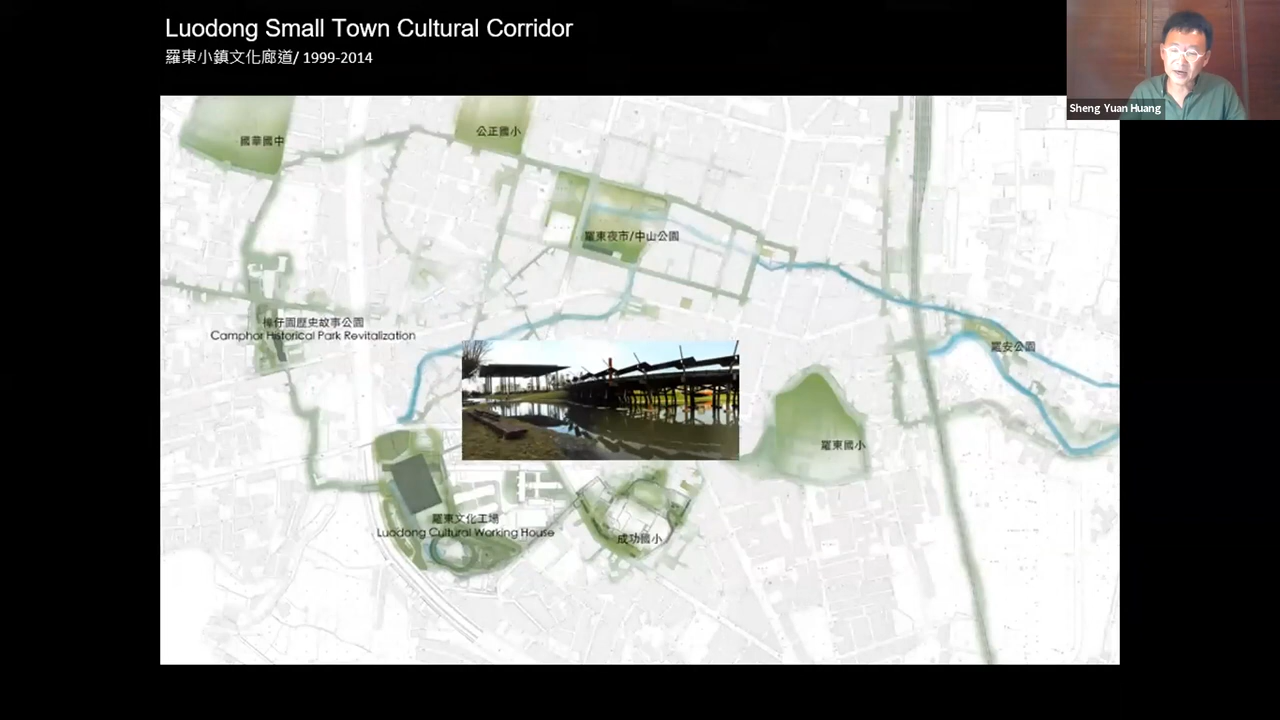 Luodong Small Town Cultural Corridor
羅東小鎮文化廊道/ 1999-2014
Sheng Yuan Huang
國華國中
公正國小
羅東夜市/中山公園
樟仔園歷史故事公園
Camphor Historical Park Revitalization
羅安公園
羅東國小
羅東文化工場
Luodong Cultural Working House
成功國小